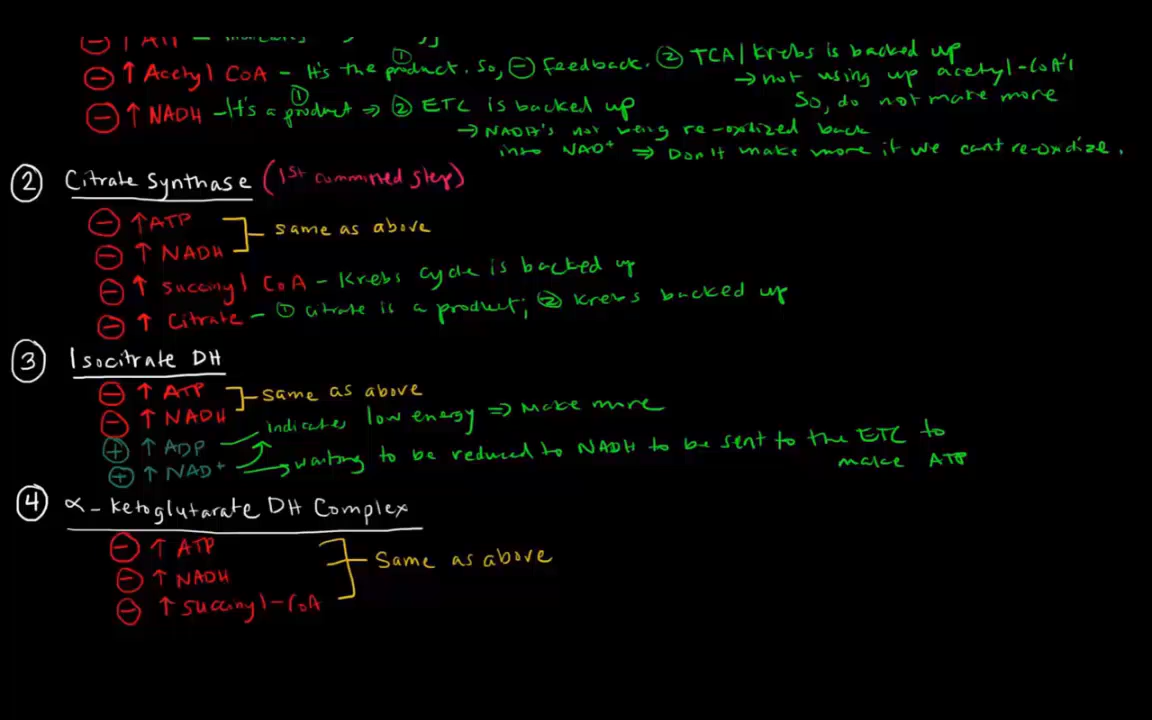 ⊖ ↑ ATP –
⊖ ↑ Acetyl CoA – It's the ① product. So, ⊖ feedback. ② TCA/Krebs is backed up
→ not using up acetyl-CoA's
So, do not make more
⊖ ↑ NADH – It's a ① product ⇒ ② ETC is backed up
→ NADH's not being re-oxidized back
into NAD+ ⇒ Don't make more if we cant re-oxidize.
② Citrate Synthase (1st committed step)
⊖ ↑ATP
⊖ ↑ NADH
same as above
⊖ ↑ Succinyl CoA – Krebs cycle is backed up
⊖ ↑ Citrate – ① citrate is a product; ② Krebs backed up
③ Isocitrate DH
⊖ ↑ ATP
⊖ ↑ NADH
same as above
⊕ ↑ ADP – indicates low energy ⇒ Make more
⊕ ↑ NAD+ → waiting to be reduced to NADH to be sent to the ETC to
make ATP
④ α-ketoglutarate DH Complex
⊖ ↑ ATP
⊖ ↑ NADH
⊖ ↑ Succinyl-CoA
Same as above